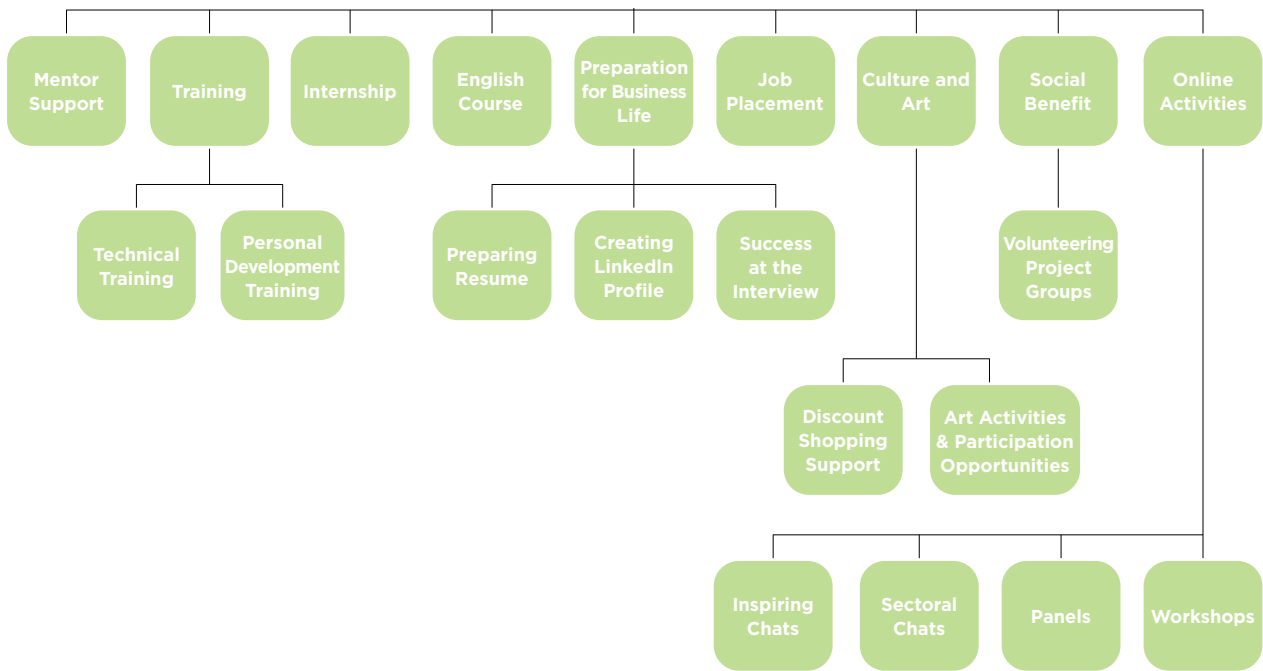 Mentor
Support
Training
Internship
English
Course
Preparation
for Business
Life
Job
Placement
Culture and
Art
Social
Benefit
Online
Activities
Technical
Training
Personal
Development
Training
Preparing
Resume
Creating
LinkedIn
Profile
Success
at the
Interview
Volunteering
Project
Groups
Discount
Shopping
Support
Art Activities
& Participation
Opportunities
Inspiring
Chats
Sectoral
Chats
Panels
Workshops